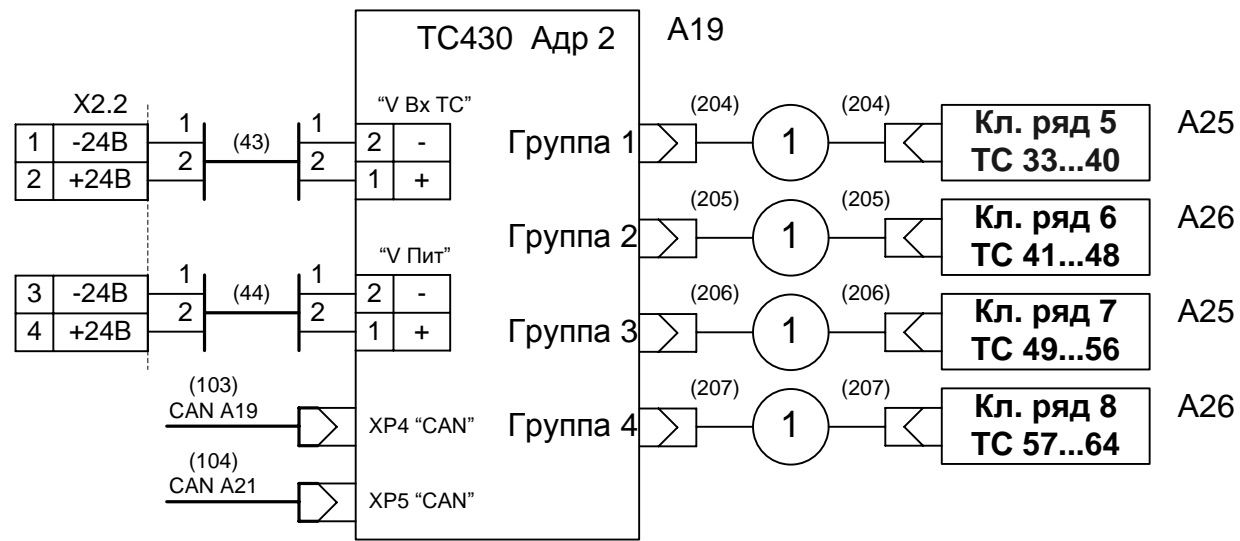 ТС430 Адр 2
А19
X2.2
1 -24В
2 +24В
1
2
(43)
1
2
“V Вх ТС”
2 -
1 +
Группа 1
(204)
1
(204)
Кл. ряд 5
ТС 33...40
А25
Группа 2
(205)
1
(205)
Кл. ряд 6
ТС 41...48
А26
3 -24В
4 +24В
1
2
(44)
1
2
“V Пит”
2 -
1 +
Группа 3
(206)
1
(206)
Кл. ряд 7
ТС 49...56
А25
(103)
CAN A19
XP4 “CAN”
Группа 4
(207)
1
(207)
Кл. ряд 8
ТС 57...64
А26
(104)
CAN A21
XP5 “CAN”